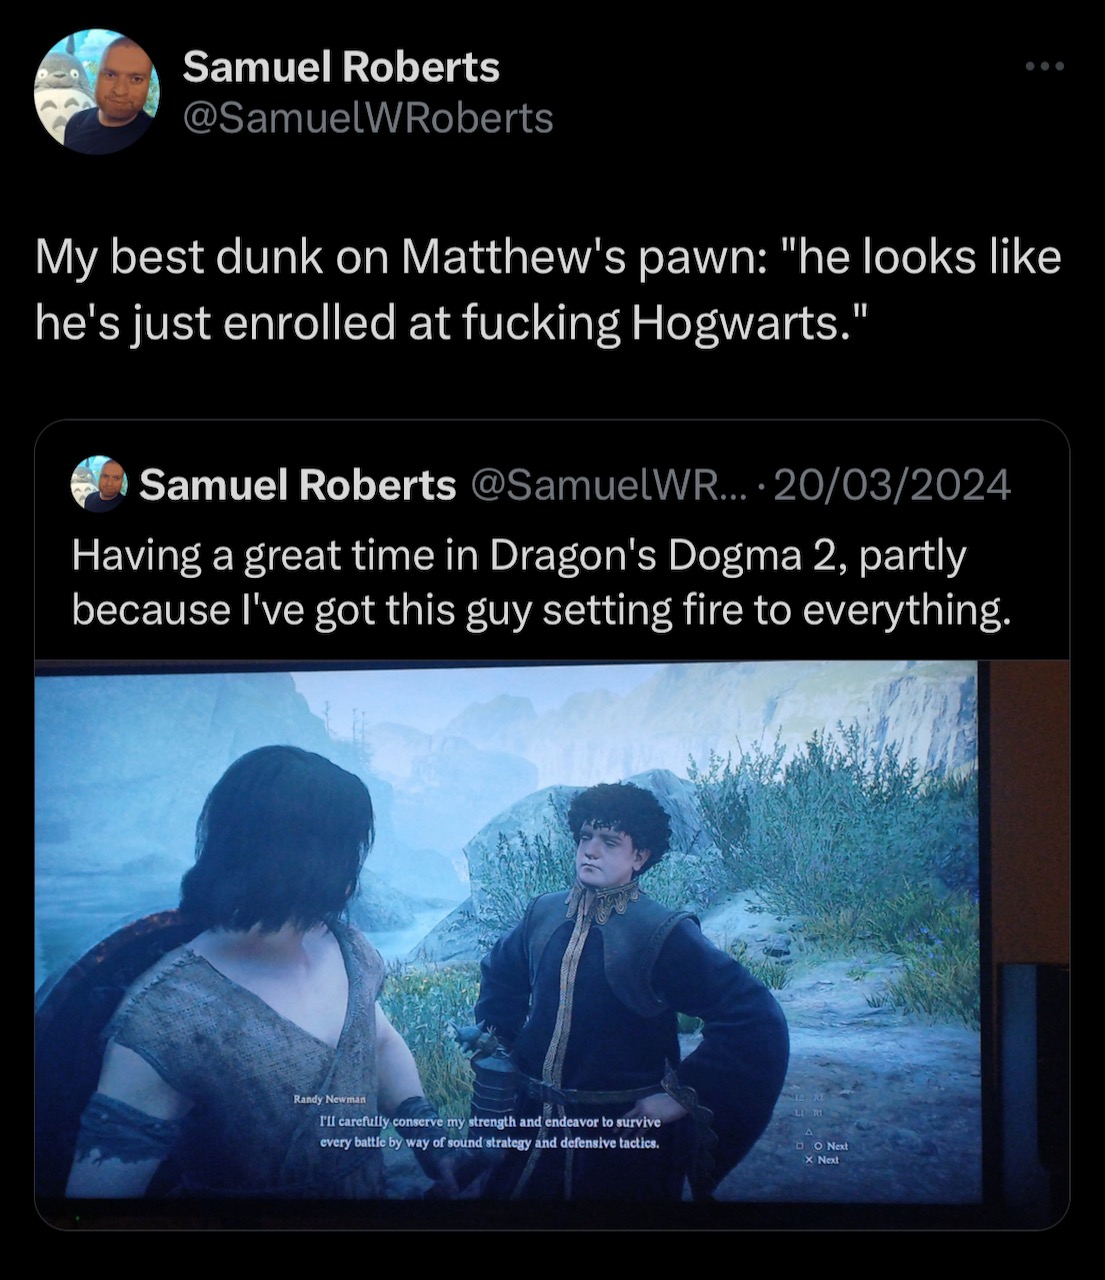 Samuel Roberts
@SamuelWRoberts
My best dunk on Matthew's pawn: "he looks like
he's just enrolled at fucking Hogwarts."
Samuel Roberts @SamuelWR... · 20/03/2024
Having a great time in Dragon's Dogma 2, partly
because I've got this guy setting fire to everything.
Randy Newman
I'll carefully conserve my strength and endeavor to survive
every battle by way of sound strategy and defensive tactics.
L1 R1
O Next
X Next